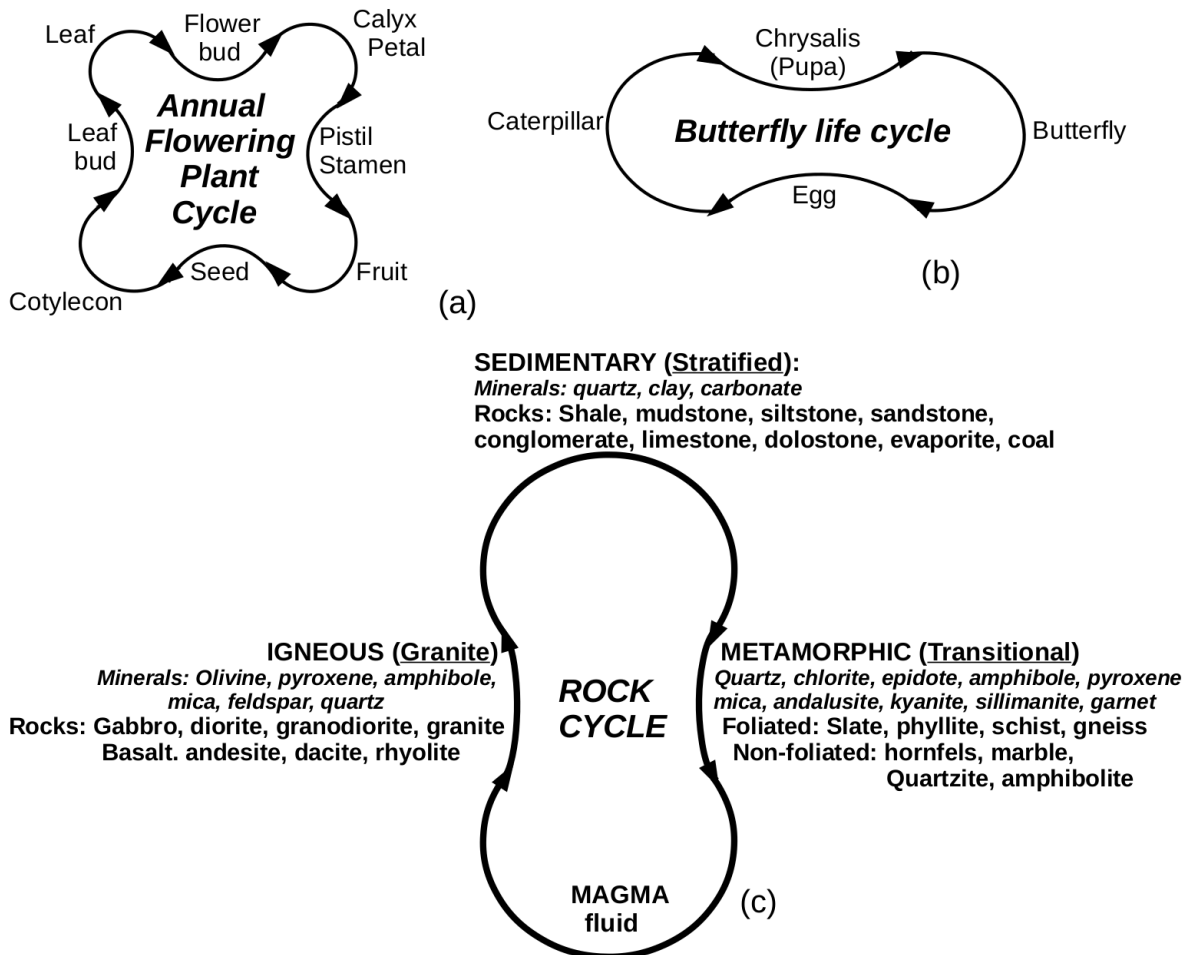 Leaf
Flower
bud
Calyx
Petal
Annual
Flowering
Plant
Cycle
Leaf
bud
Pistil
Stamen
Seed
Cotylecon
Fruit
(a)
Chrysalis
(Pupa)
Caterpillar
Butterfly life cycle
Butterfly
Egg
(b)
SEDIMENTARY (Stratified):
Minerals: quartz, clay, carbonate
Rocks: Shale, mudstone, siltstone, sandstone,
conglomerate, limestone, dolostone, evaporite, coal
IGNEOUS (Granite)
Minerals: Olivine, pyroxene, amphibole,
mica, feldspar, quartz
Rocks: Gabbro, diorite, granodiorite, granite
Basalt. andesite, dacite, rhyolite
ROCK
CYCLE
METAMORPHIC (Transitional)
Quartz, chlorite, epidote, amphibole, pyroxene
mica, andalusite, kyanite, sillimanite, garnet
Foliated: Slate, phyllite, schist, gneiss
Non-foliated: hornfels, marble,
Quartzite, amphibolite
MAGMA
fluid
(c)